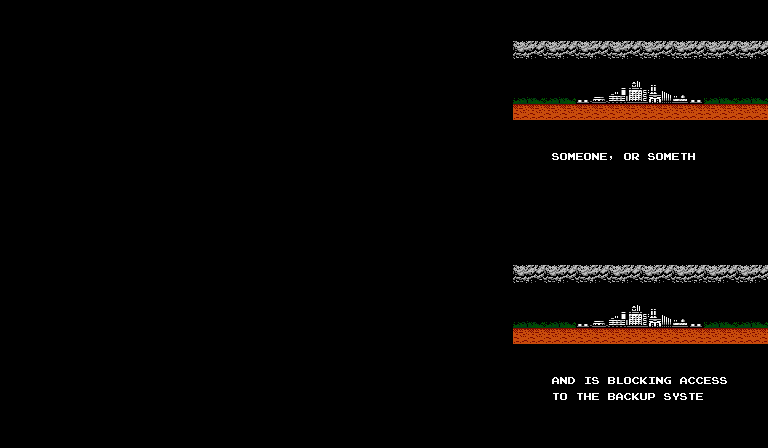 SOMEONE, OR SOMETH
AND IS BLOCKING ACCESS
TO THE BACKUP SYSTE